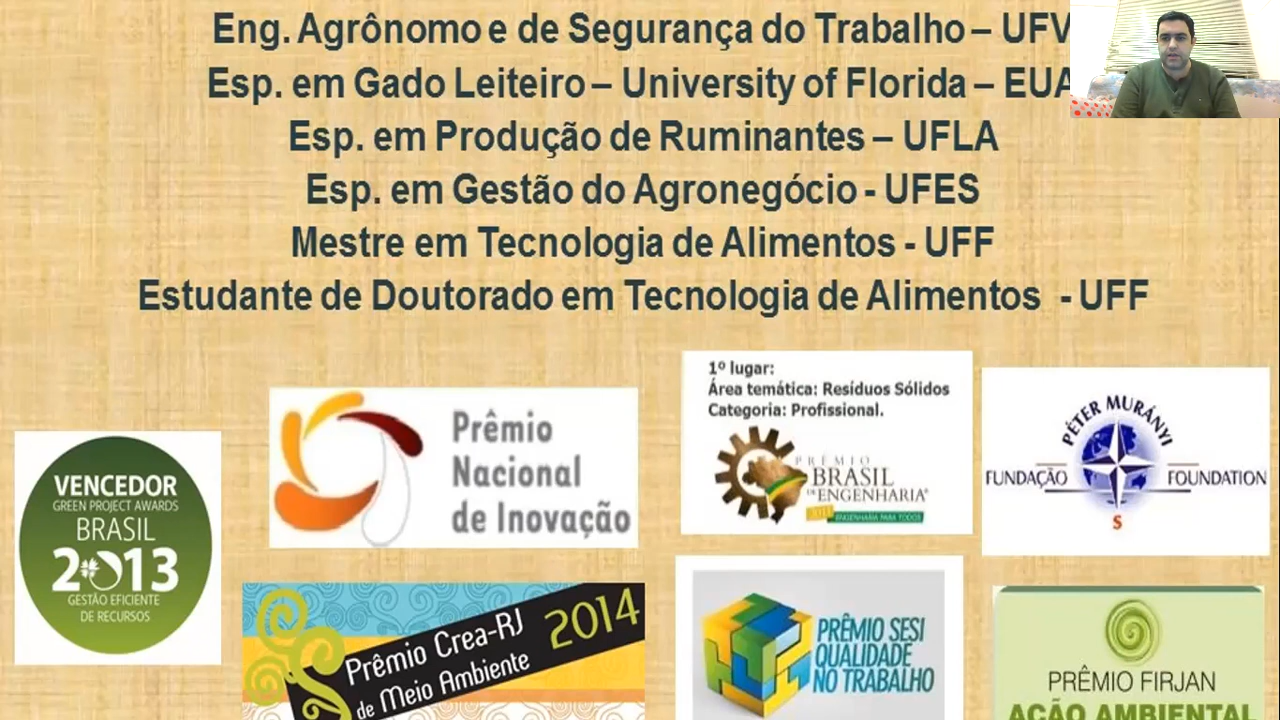 Eng. Agrônomo e de Segurança do Trabalho – UFV
Esp. em Gado Leiteiro – University of Florida – EUA
Esp. em Produção de Ruminantes – UFLA
Esp. em Gestão do Agronegócio - UFES
Mestre em Tecnologia de Alimentos - UFF
Estudante de Doutorado em Tecnologia de Alimentos - UFF
VENCEDOR
GREEN PROJECT AWARDS
BRASIL
2013
GESTÃO EFICIENTE
DE RECURSOS
Prêmio
Nacional
de Inovação
1º lugar:
Área temática: Resíduos Sólidos
Categoria: Profissional.
PRÊMIO
BRASIL
DE ENGENHARIA
2011
ENGENHARIA PARA TODOS
PÉTER MURÁNYI
FUNDAÇÃO
FOUNDATION
S
Prêmio Crea-RJ
de Meio Ambiente
2014
PRÊMIO SESI
QUALIDADE
NO TRABALHO
PRÊMIO FIRJAN
AÇÃO AMBIENTAL